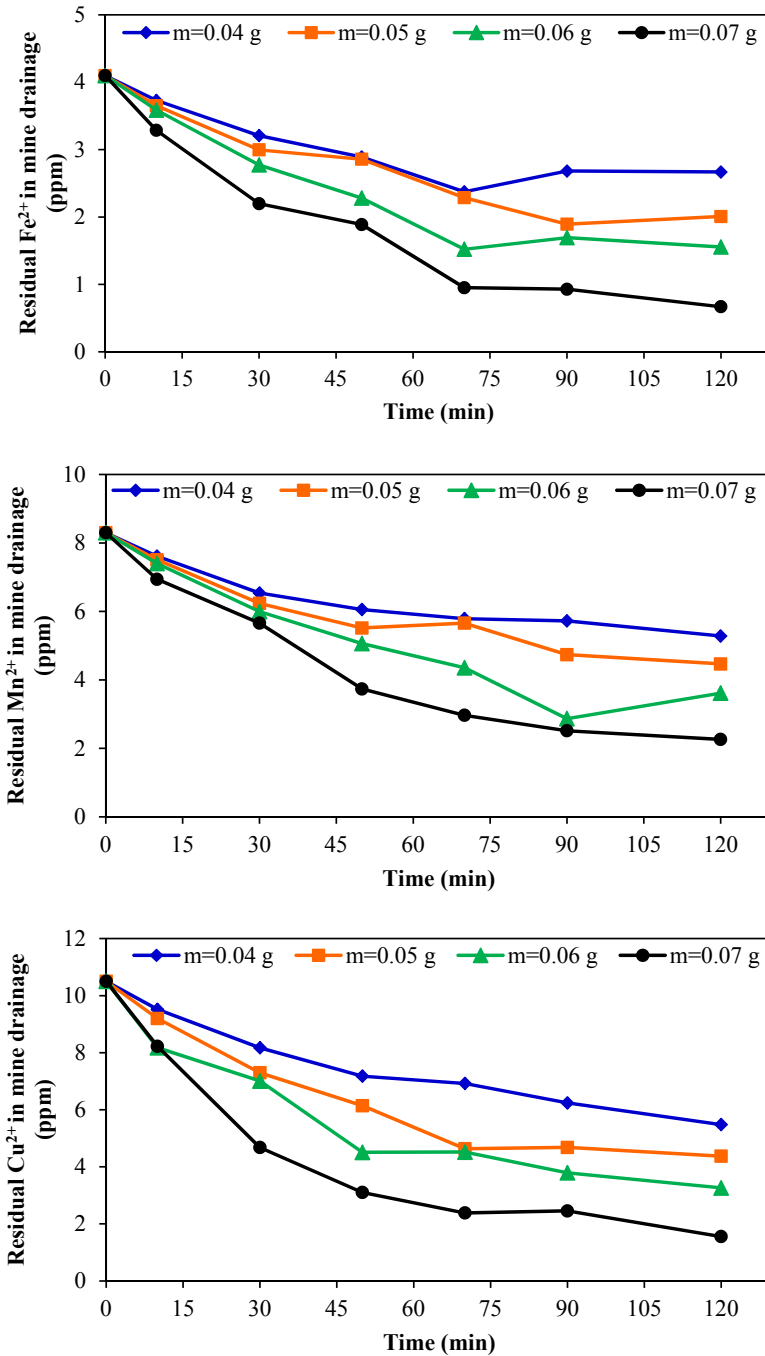 5
4
3
2
1
0
Residual Fe²⁺ in mine drainage
(ppm)
m=0.04 g m=0.05 g m=0.06 g m=0.07 g
0 15 30 45 60 75 90 105 120
Time (min)
10
8
6
4
2
0
Residual Mn²⁺ in mine drainage
(ppm)
m=0.04 g m=0.05 g m=0.06 g m=0.07 g
0 15 30 45 60 75 90 105 120
Time (min)
12
10
8
6
4
2
0
Residual Cu²⁺ in mine drainage
(ppm)
m=0.04 g m=0.05 g m=0.06 g m=0.07 g
0 15 30 45 60 75 90 105 120
Time (min)